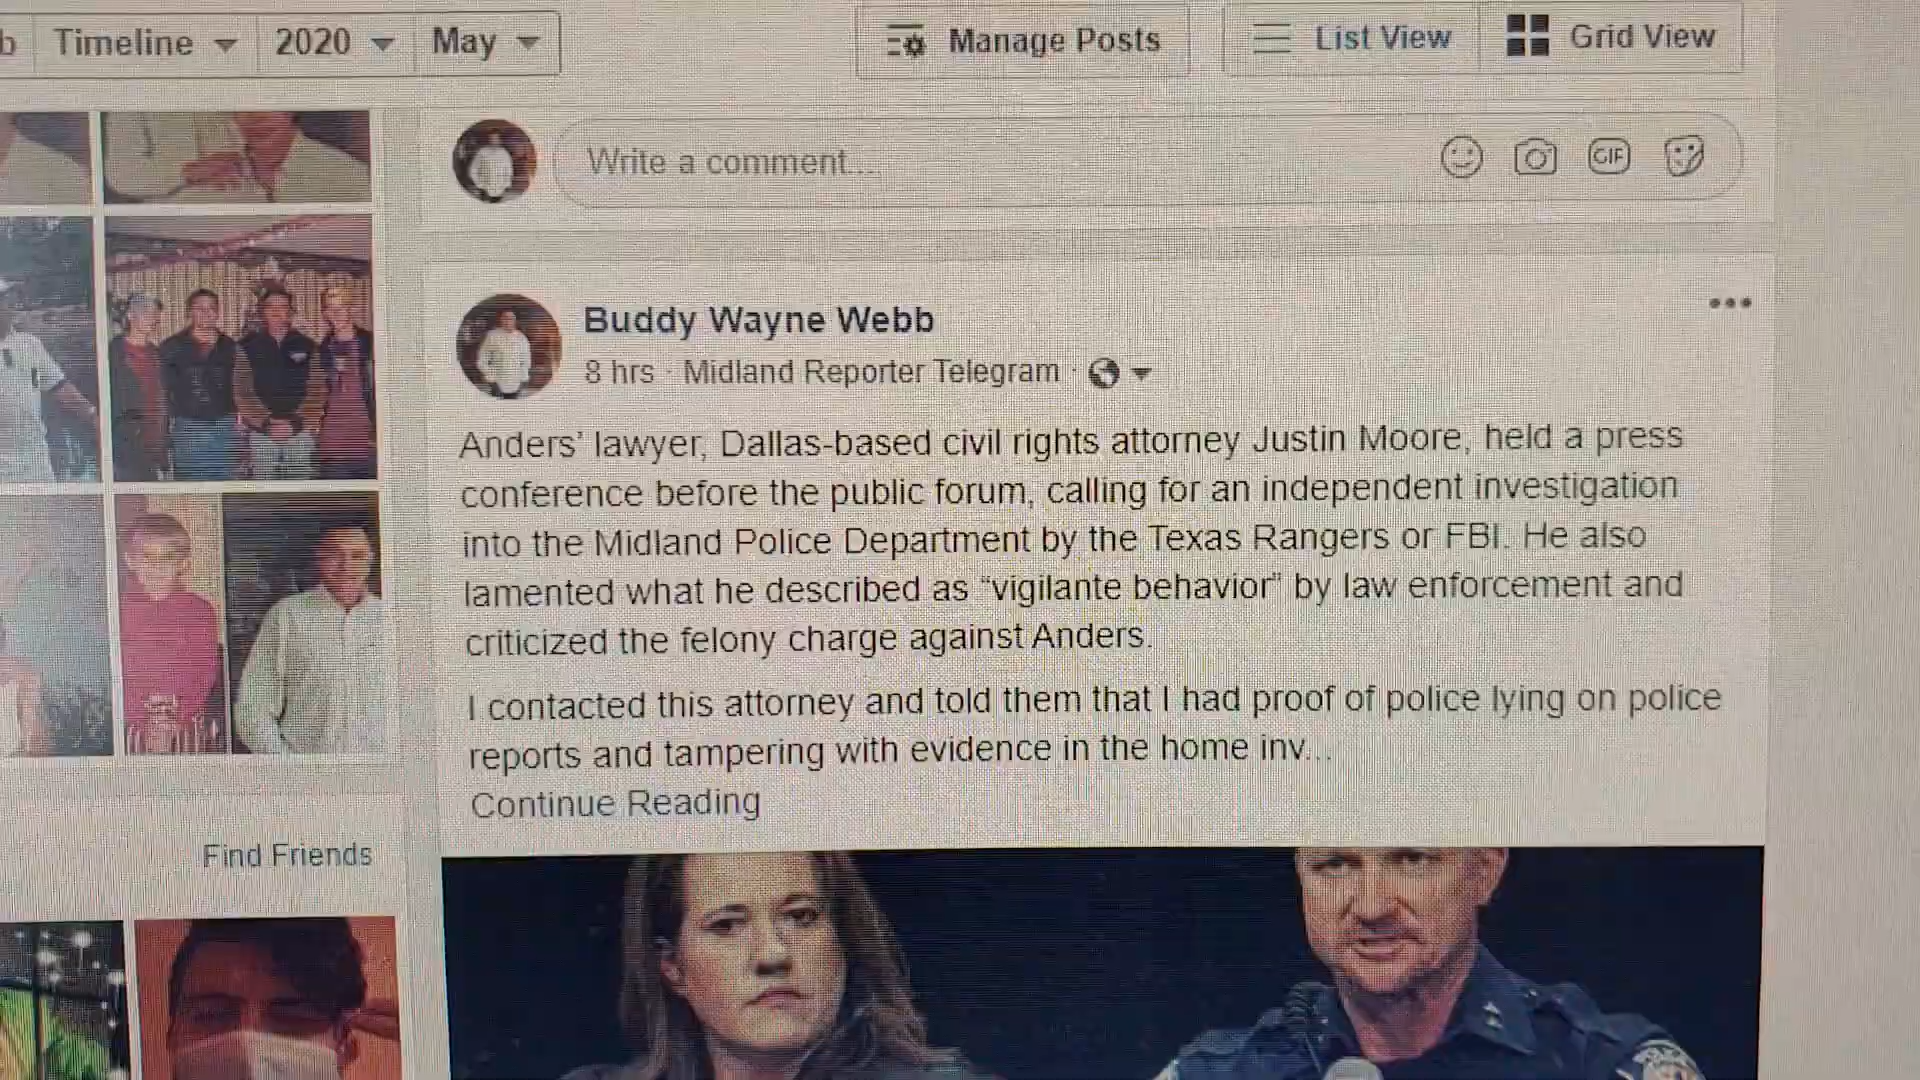 b Timeline 2020 May Manage Posts List View Grid View
Write a comment...
GIF
Buddy Wayne Webb
8 hrs · Midland Reporter Telegram ·
Anders' lawyer, Dallas-based civil rights attorney Justin Moore, held a press
conference before the public forum, calling for an independent investigation
into the Midland Police Department by the Texas Rangers or FBI. He also
lamented what he described as “vigilante behavior” by law enforcement and
criticized the felony charge against Anders.
I contacted this attorney and told them that I had proof of police lying on police
reports and tampering with evidence in the home inv...
Continue Reading
Find Friends